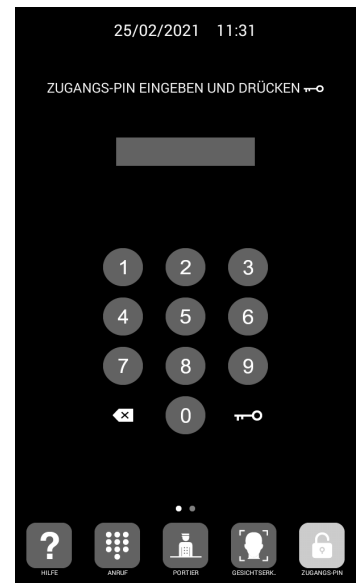 25/02/2021 11:31
ZUGANGS-PIN EINGEBEN UND DRÜCKEN
1 2 3
4 5 6
7 8 9
0
?
HILFE ANRUF PORTIER GESICHTSERK. ZUGANGS-PIN